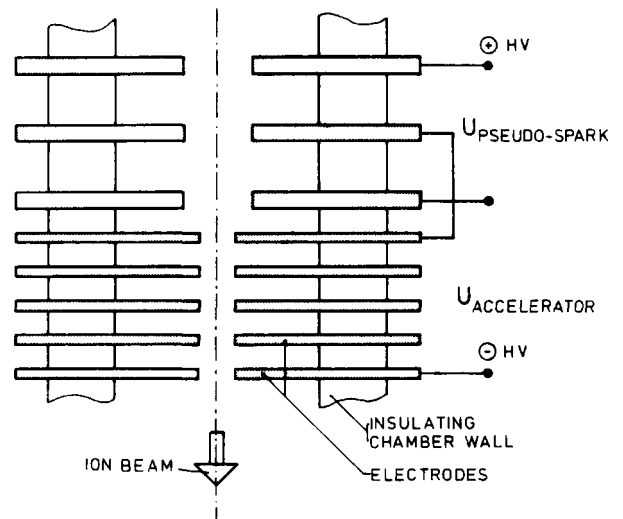 ⊕ HV
U PSEUDO-SPARK
U ACCELERATOR
⊖ HV
INSULATING
CHAMBER WALL
ION BEAM
ELECTRODES